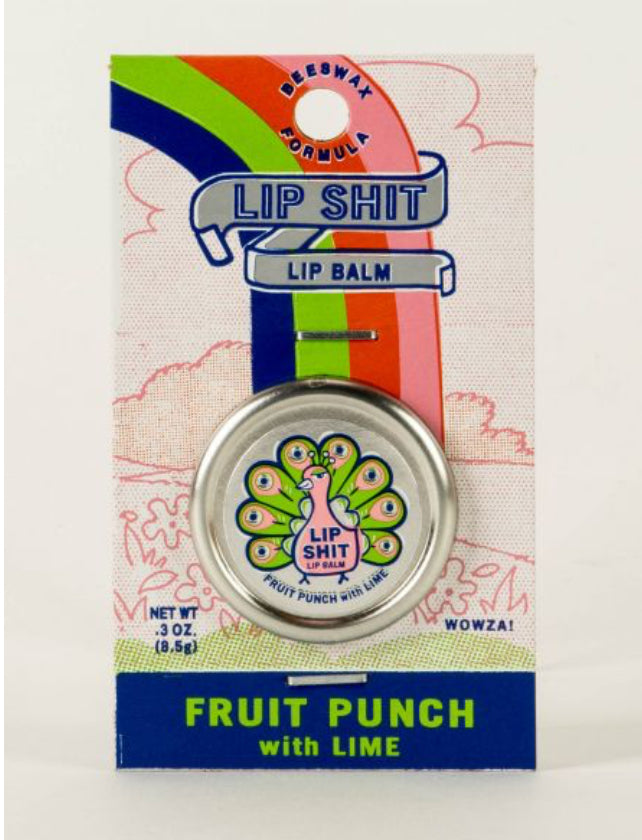 BEESWAX
FORMULA
LIP SHIT
LIP BALM
LIP
SHIT
LIP BALM
FRUIT PUNCH with LIME
NET WT
.3 OZ.
(8.5g)
WOWZA!
FRUIT PUNCH
with LIME